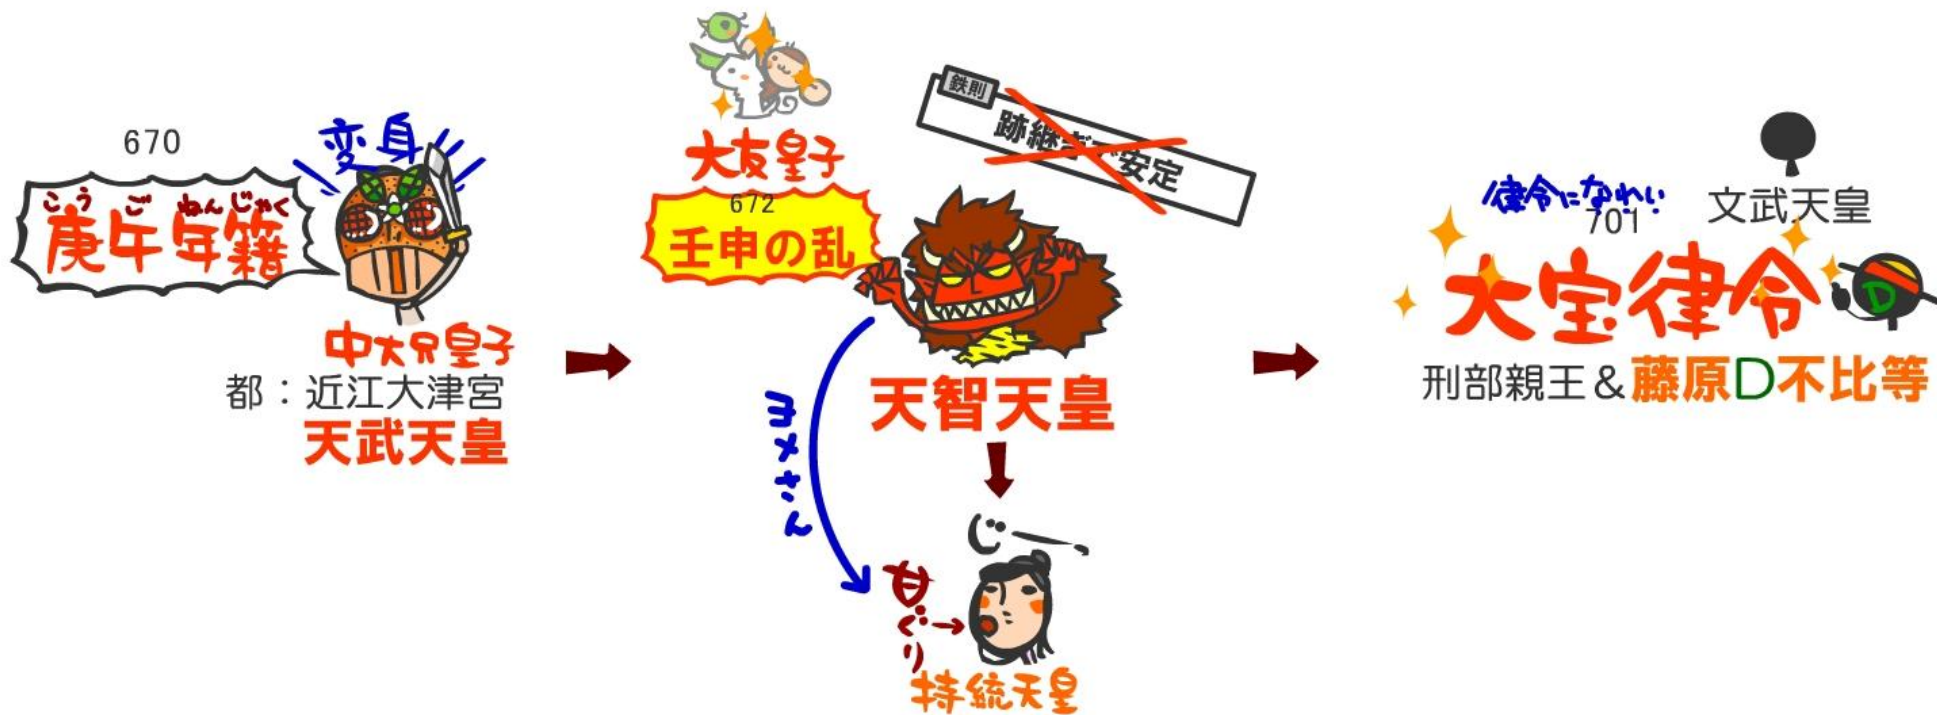 670
変身
こうごねんじゃく
庚午年籍
中大兄皇子
都：近江大津宮
天武天皇
大友皇子
672
壬申の乱
鉄則
跡継ぎで安定
天智天皇
ヨメさん
じーっ
甘ぐり
持統天皇
律令になれい
701
文武天皇
大宝律令
D
刑部親王＆藤原D不比等